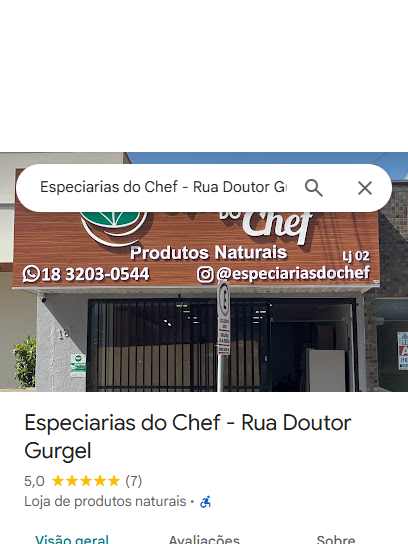 Especiarias do Chef - Rua Doutor G
DO
Chef
Produtos Naturais
Lj 02
18 3203-0544
@especiariasdochef
E
Especiarias do Chef - Rua Doutor
Gurgel
5,0 (7)
Loja de produtos naturais ·
Visão geral
Avaliações
Sobre